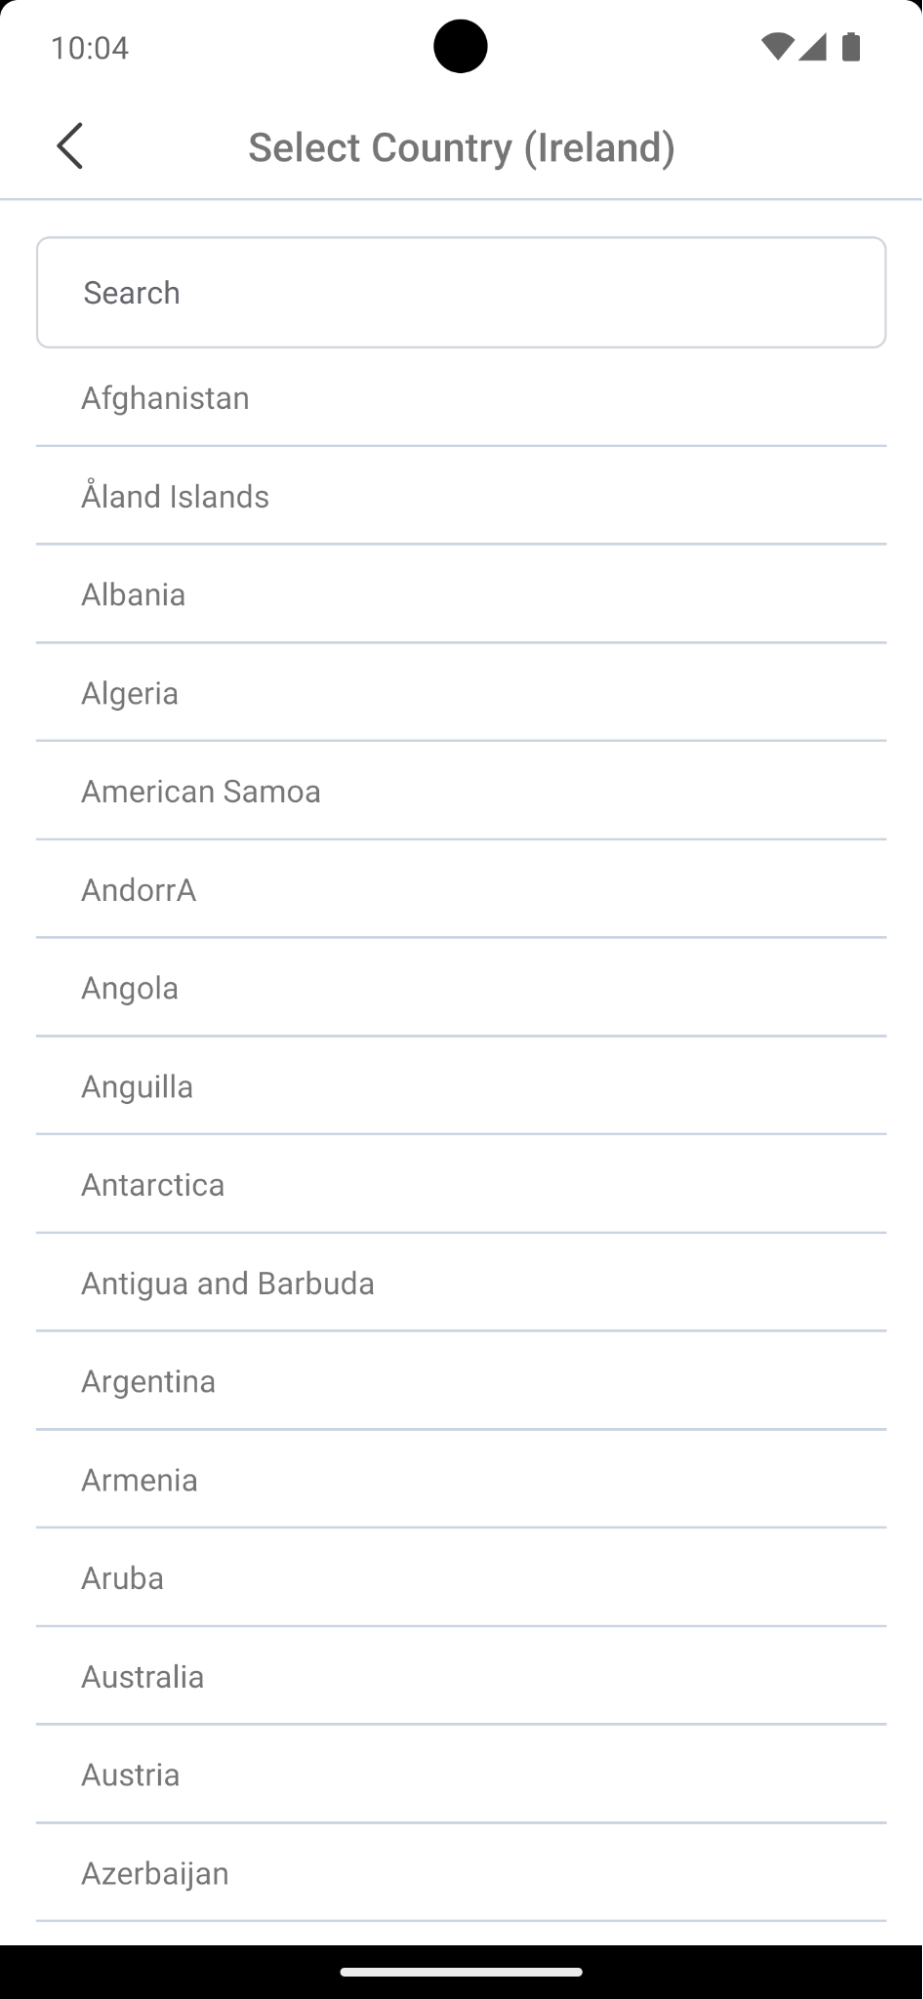 10:04
Select Country (Ireland)
Search
Afghanistan
Åland Islands
Albania
Algeria
American Samoa
AndorrA
Angola
Anguilla
Antarctica
Antigua and Barbuda
Argentina
Armenia
Aruba
Australia
Austria
Azerbaijan